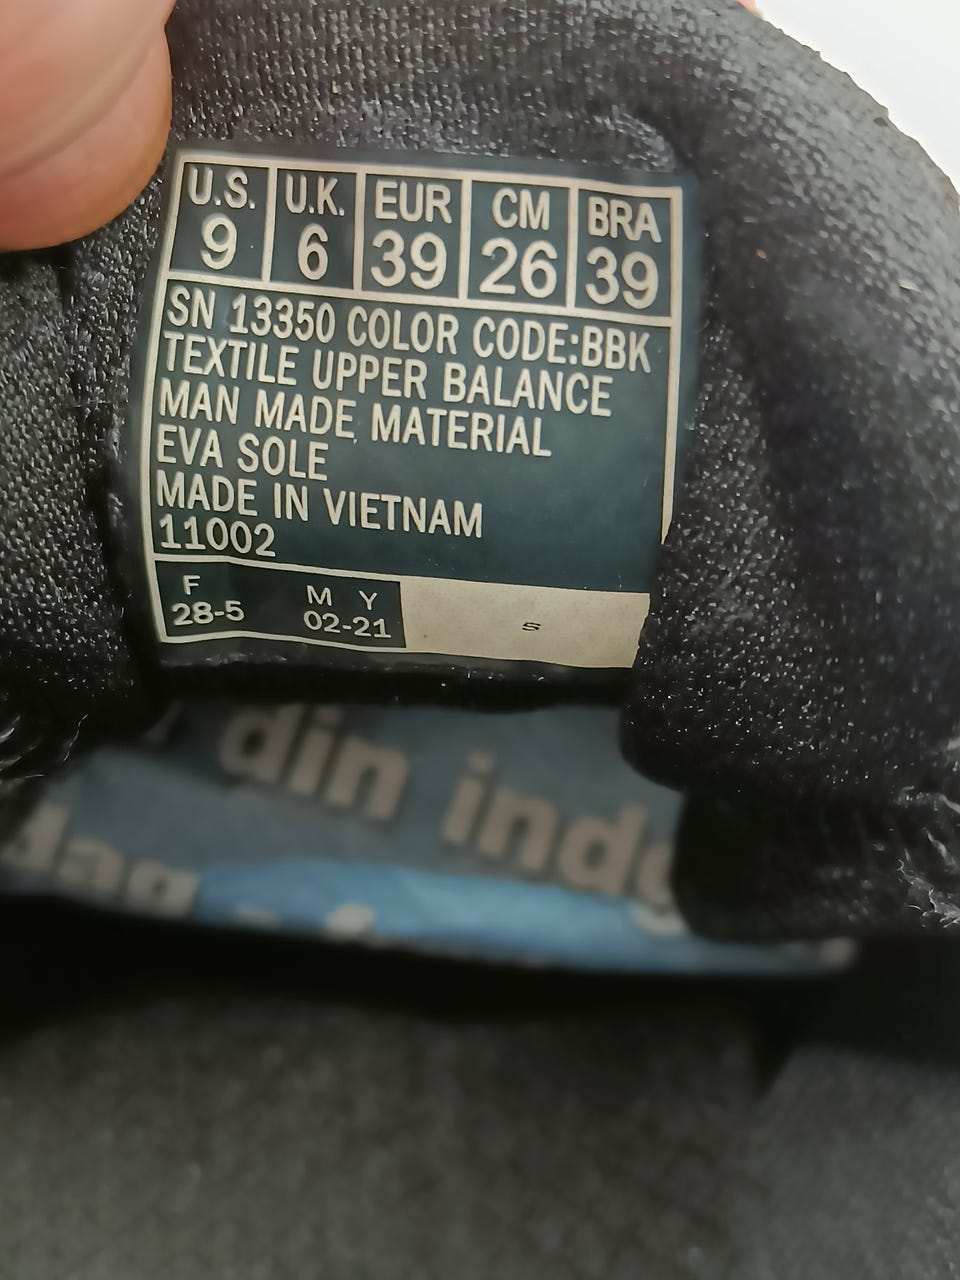 U.S. U.K. EUR CM BRA
9 6 39 26 39
SN 13350 COLOR CODE:BBK
TEXTILE UPPER BALANCE
MAN MADE MATERIAL
EVA SOLE
MADE IN VIETNAM
11002
F M Y
28-5 02-21 S
din indg
dag